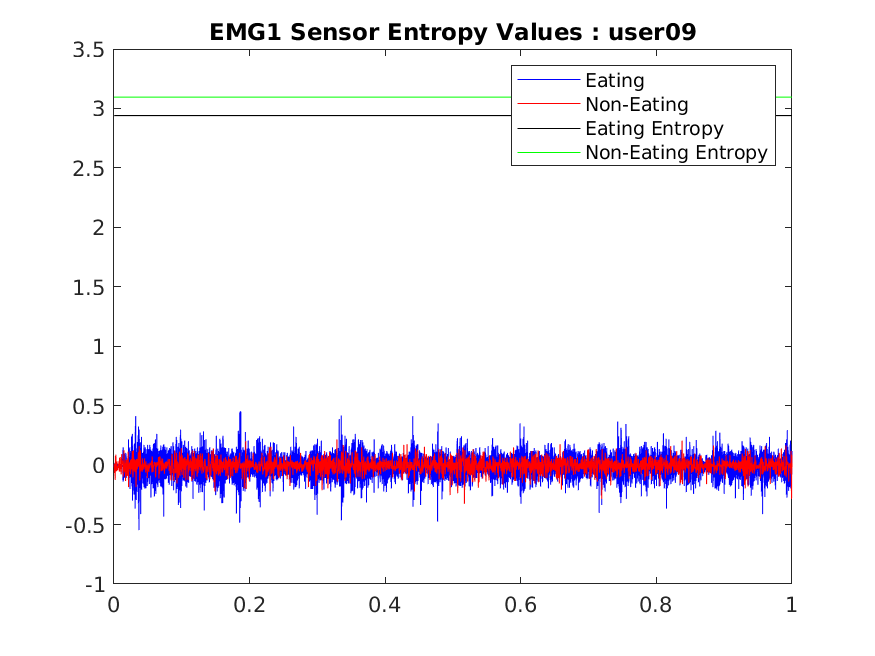 EMG1 Sensor Entropy Values : user09
3.5
3
2.5
2
1.5
1
0.5
0
-0.5
-1
Eating
Non-Eating
Eating Entropy
Non-Eating Entropy
0 0.2 0.4 0.6 0.8 1